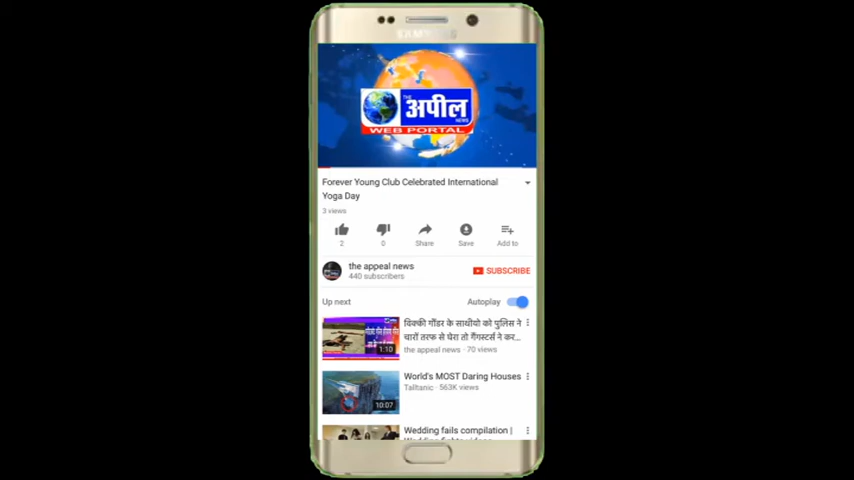 SAMSUNG
THE
अपील
NEWS
WEB PORTAL
Forever Young Club Celebrated International
Yoga Day
3 views
2
0
Share
Save
Add to
the appeal news
440 subscribers
SUBSCRIBE
Up next
Autoplay
विक्की गौंडर के साथीयो को पुलिस ने
चारों तरफ से घेरा तो गैंगस्टर्स ने कर...
the appeal news · 70 views
1:10
World's MOST Daring Houses
Talltanic · 563K views
10:07
Wedding fails compilation |